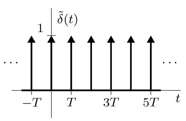 1 δ̃(t)
··· ···
−T T 3T 5T t